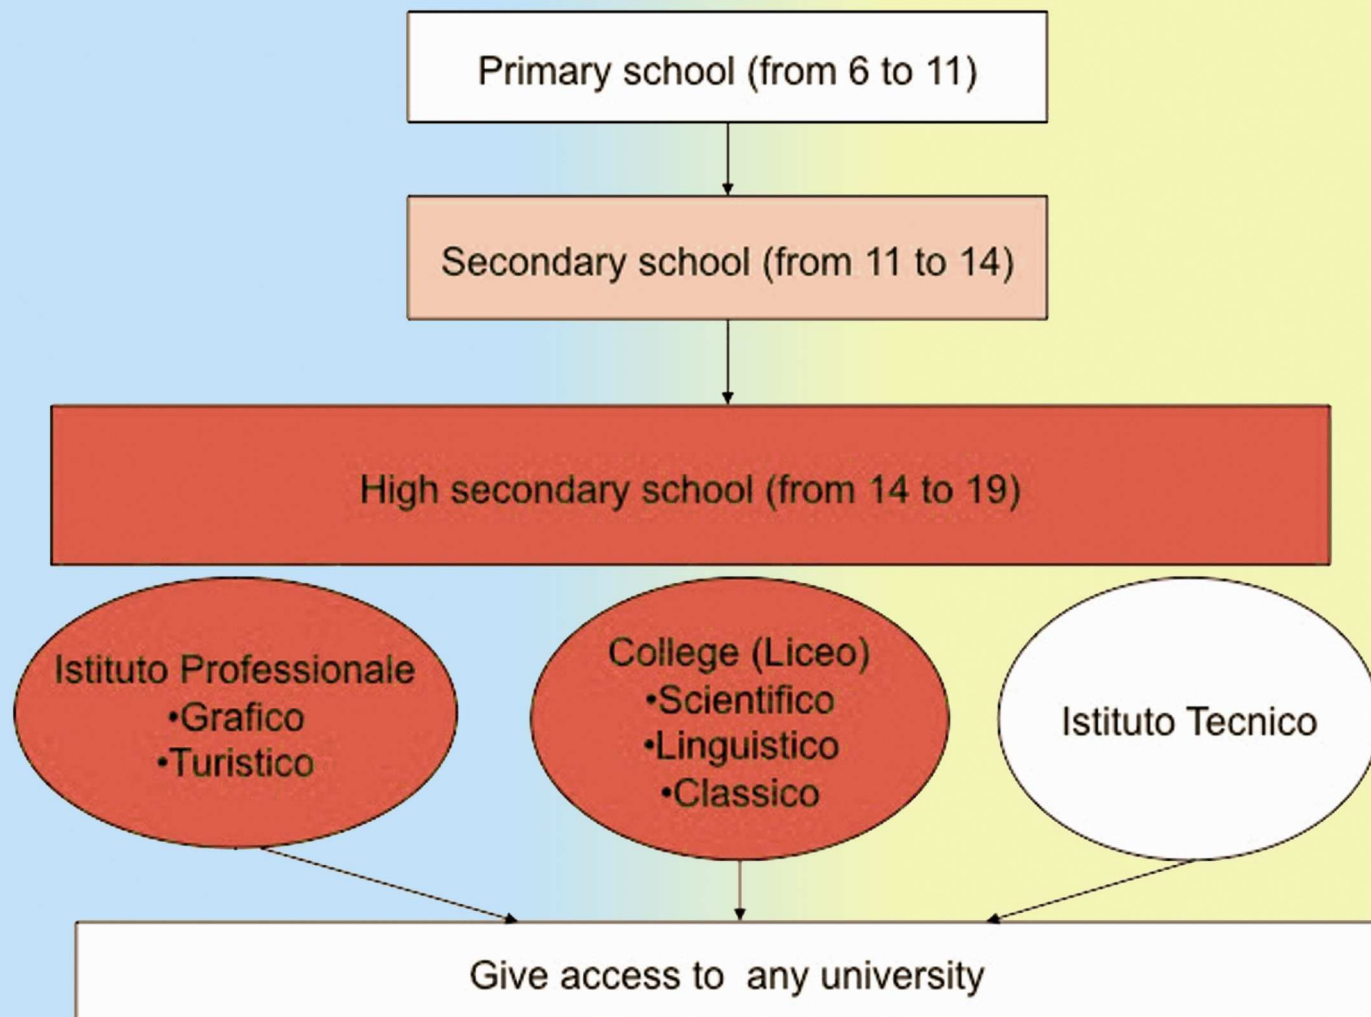 Primary school (from 6 to 11)
Secondary school (from 11 to 14)
High secondary school (from 14 to 19)
Istituto Professionale
•Grafico
•Turistico
College (Liceo)
•Scientifico
•Linguistico
•Classico
Istituto Tecnico
Give access to  any university